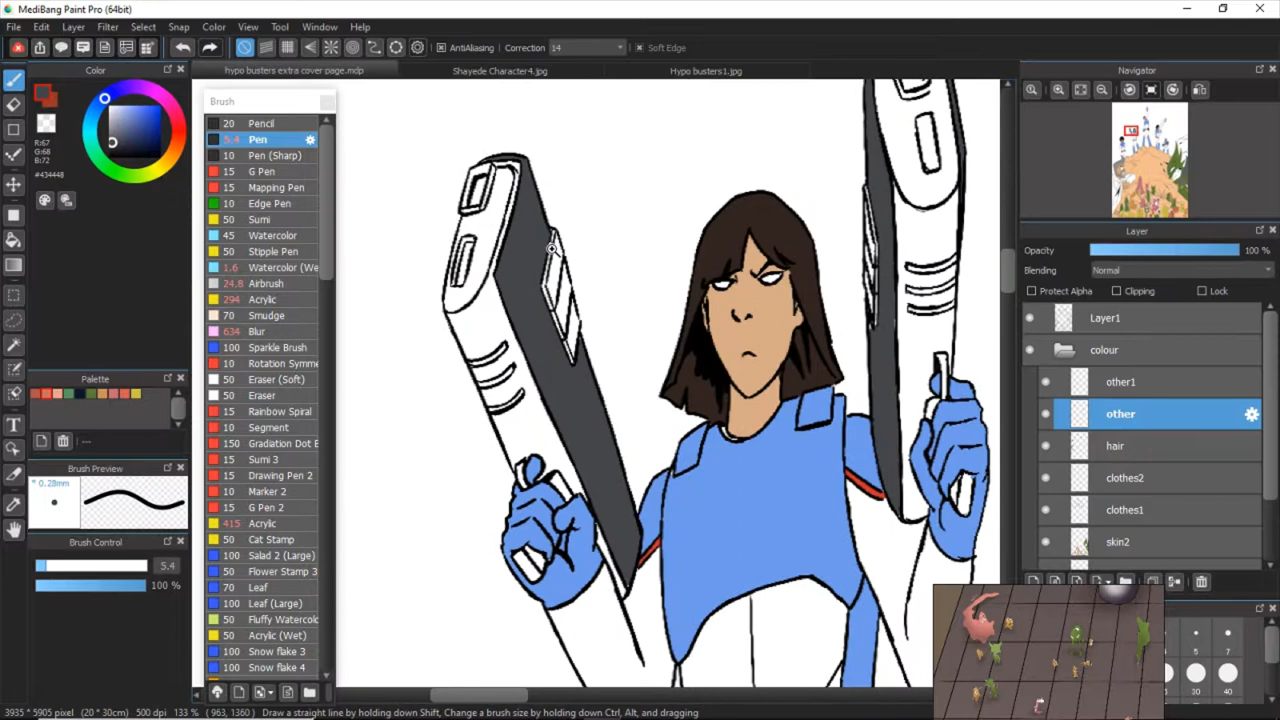 MediBang Paint Pro (64bit)
File Edit Layer Filter Select Snap Color View Tool Window Help
AntiAliasing Correction 14 Soft Edge
Color
hypo busters extra cover page.mdp
Shayede Character4.jpg
Hypo busters1.jpg
Navigator
R:67
G:68
B:72
#434448
Brush
20 Pencil
5.4 Pen
10 Pen (Sharp)
15 G Pen
15 Mapping Pen
10 Edge Pen
50 Sumi
45 Watercolor
50 Stipple Pen
1.6 Watercolor (We
24.8 Airbrush
294 Acrylic
70 Smudge
634 Blur
100 Sparkle Brush
10 Rotation Symme
50 Eraser (Soft)
50 Eraser
15 Rainbow Spiral
10 Segment
150 Gradiation Dot E
15 Sumi 3
15 Drawing Pen 2
10 Marker 2
15 G Pen 2
415 Acrylic
50 Cat Stamp
100 Salad 2 (Large)
50 Flower Stamp 3
70 Leaf
100 Leaf (Large)
50 Fluffy Watercolo
50 Acrylic (Wet)
100 Snow flake 3
100 Snow flake 4
Palette
---
Brush Preview
* 0.28mm
Brush Control
5.4
100 %
Layer
Opacity 100 %
Blending Normal
Protect Alpha Clipping Lock
Layer1
colour
other1
other
hair
clothes2
clothes1
skin2
5 7
30 40
3935 * 5905 pixel (20 * 30cm) 500 dpi 133 % ( 963, 1360 ) Draw a straight line by holding down Shift, Change a brush size by holding down Ctrl, Alt, and dragging